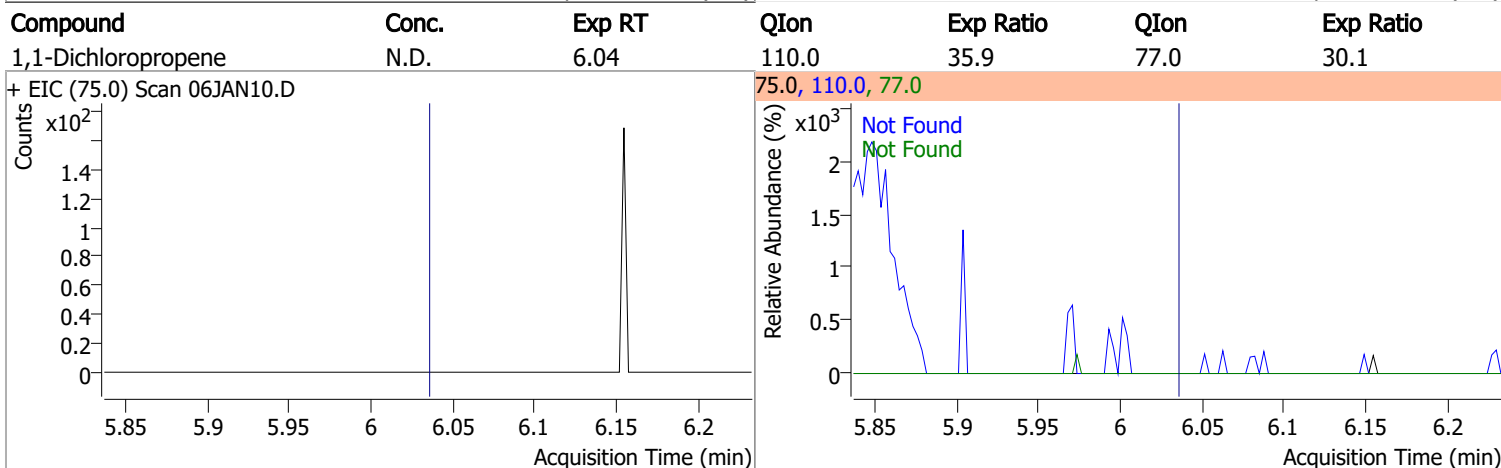 Compound Conc. Exp RT QIon Exp Ratio QIon Exp Ratio
1,1-Dichloropropene N.D. 6.04 110.0 35.9 77.0 30.1
+ EIC (75.0) Scan 06JAN10.D
Counts
x10²
1.4
1.2
1
0.8
0.6
0.4
0.2
0
5.85 5.9 5.95 6 6.05 6.1 6.15 6.2
Acquisition Time (min)
75.0, 110.0, 77.0
Relative Abundance (%)
x10³
Not Found
Not Found
2
1.5
1
0.5
0
5.85 5.9 5.95 6 6.05 6.1 6.15 6.2
Acquisition Time (min)